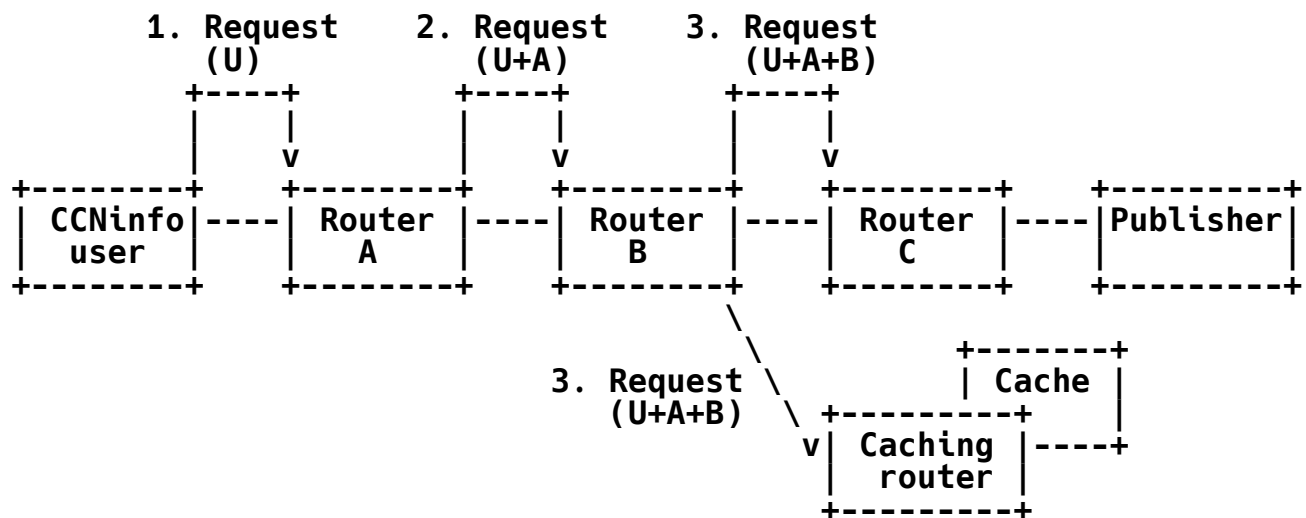 1. Request 2. Request 3. Request
(U) (U+A) (U+A+B)
CCNinfo Router Router Router Publisher
user A B C
Cache
3. Request
(U+A+B)
Caching
router